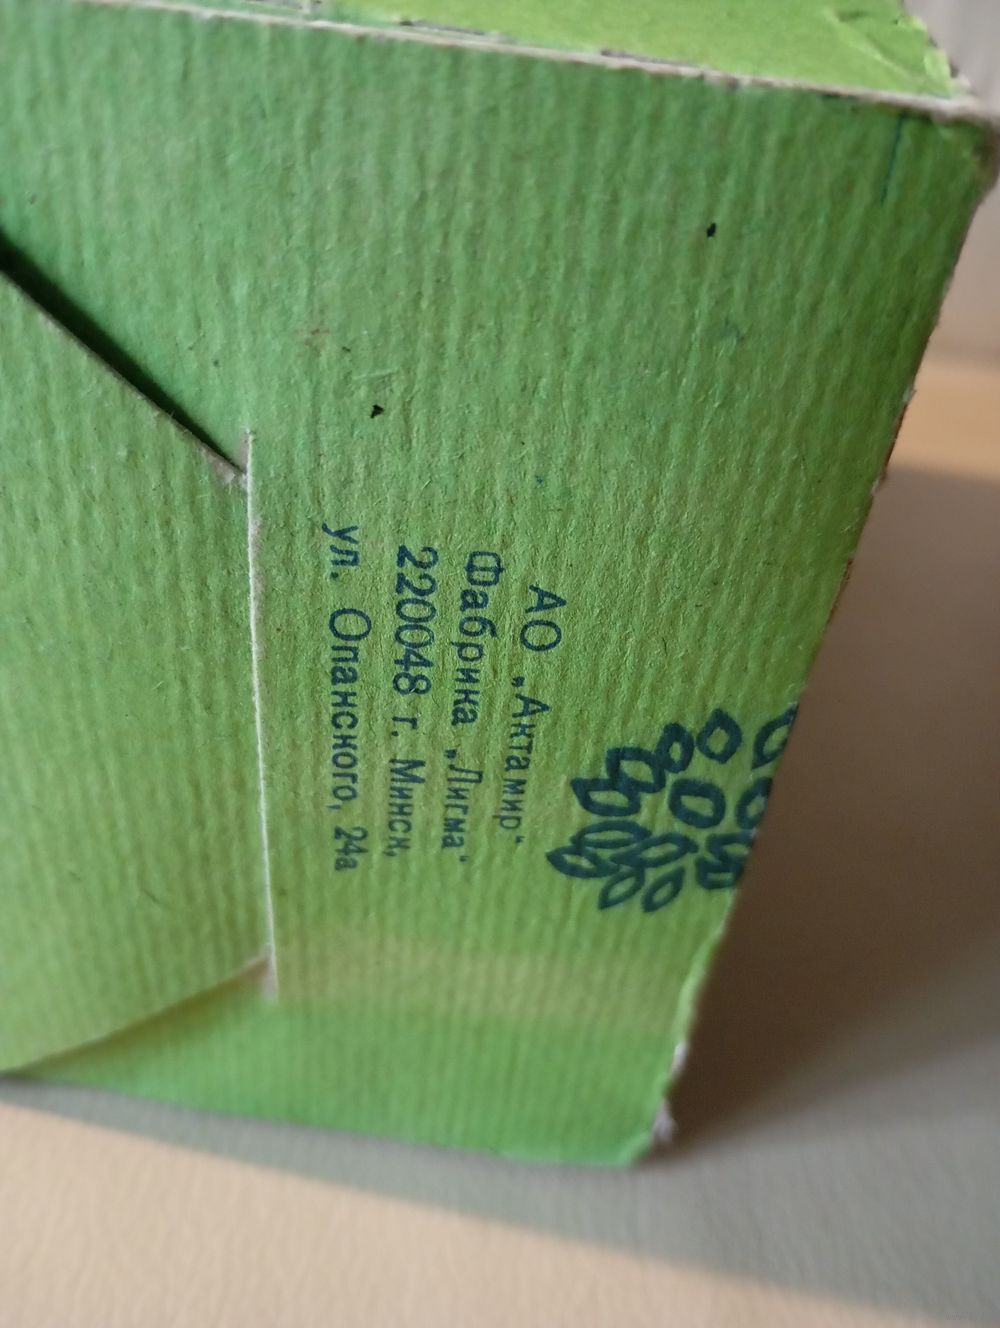 АО „Актамир“
Фабрика „Лигма“
220048 г. Минск,
ул. Опанского, 24а